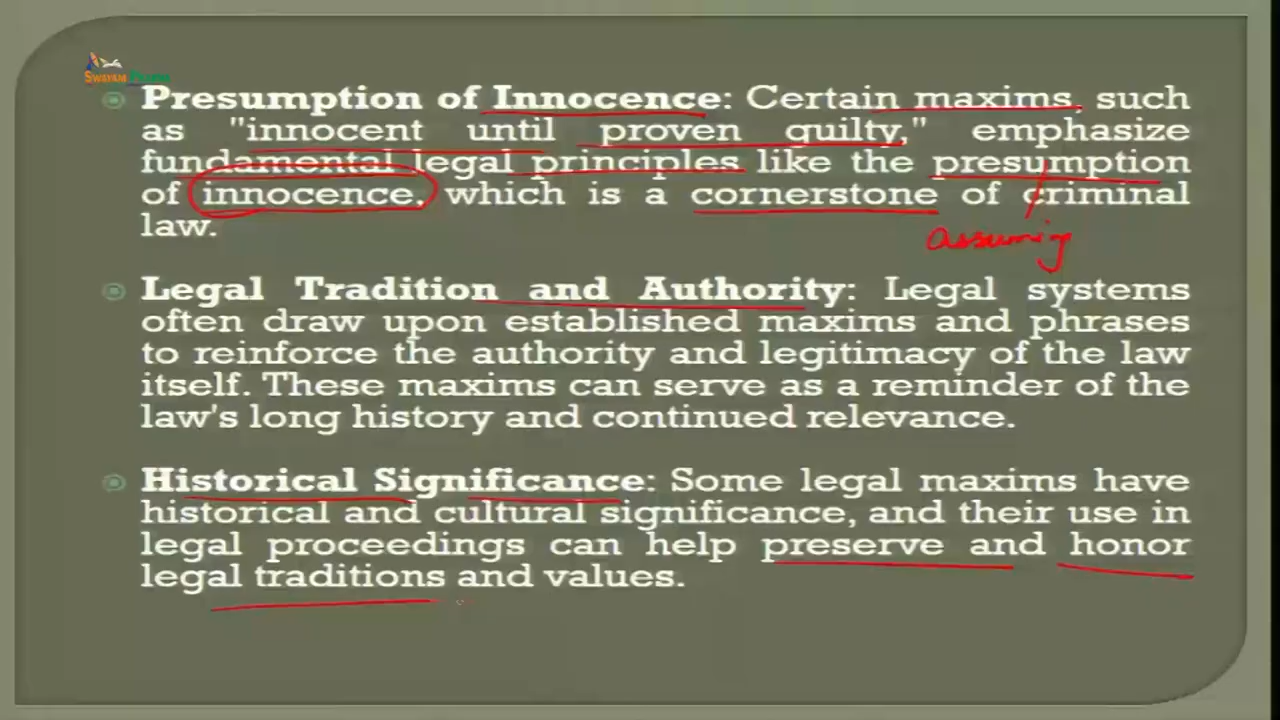 SWAYAM PRABHA
Presumption of Innocence: Certain maxims, such
as "innocent until proven guilty," emphasize
fundamental legal principles like the presumption
of innocence, which is a cornerstone of criminal
law.
assuming
Legal Tradition and Authority: Legal systems
often draw upon established maxims and phrases
to reinforce the authority and legitimacy of the law
itself. These maxims can serve as a reminder of the
law's long history and continued relevance.
Historical Significance: Some legal maxims have
historical and cultural significance, and their use in
legal proceedings can help preserve and honor
legal traditions and values.